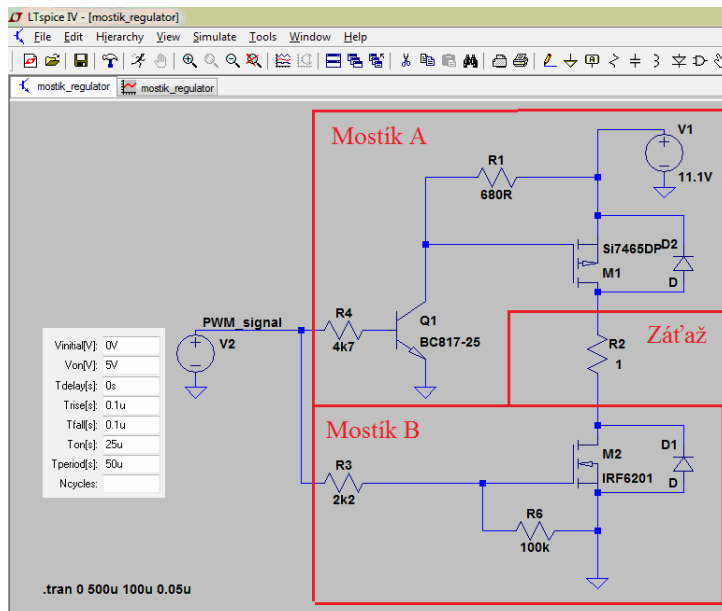 LTspice IV - [mostik_regulator]
File Edit Hierarchy View Simulate Tools Window Help
mostik_regulator mostik_regulator
Mostík A
V1
11.1V
R1
680R
Si7465DP
D2
M1
D
PWM_signal
V2
R4
4k7
Q1
BC817-25
R2
1
Záťaž
Vinitial[V]: 0V
Von[V]: 5V
Tdelay[s]: 0s
Trise[s]: 0.1u
Tfall[s]: 0.1u
Ton[s]: 25u
Tperiod[s]: 50u
Ncycles:
Mostík B
R3
2k2
M2
IRF6201
D1
D
R6
100k
.tran 0 500u 100u 0.05u